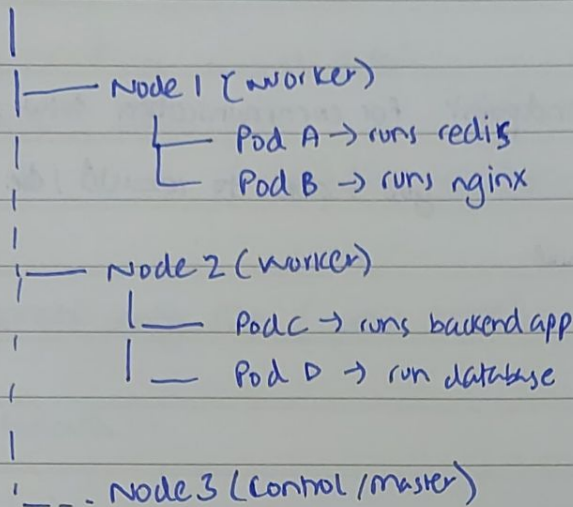 Node 1 (worker)
Pod A → runs redis
Pod B → runs nginx
Node 2 (worker)
Pod C → runs backend app
Pod D → run database
Node 3 (control / master)